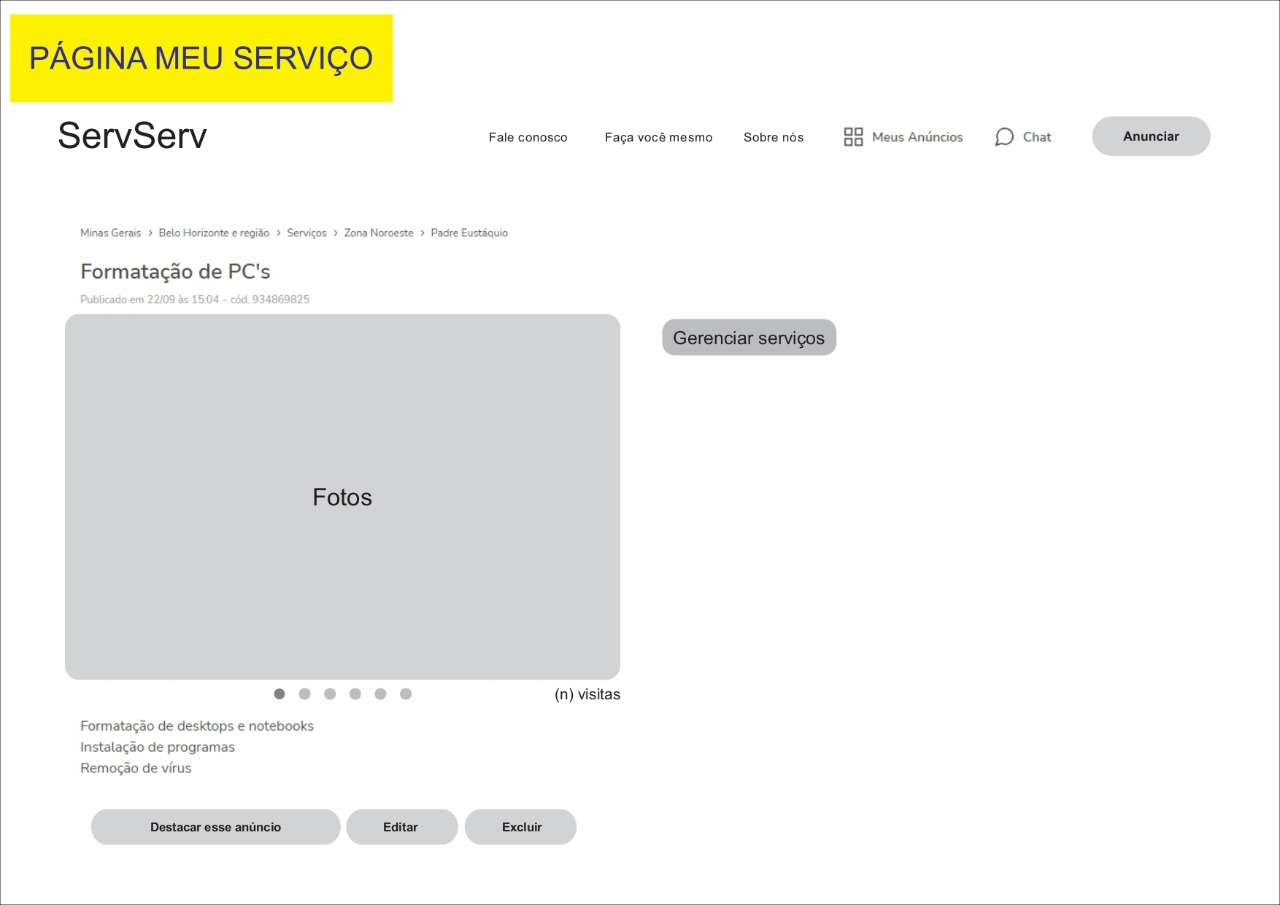 PÁGINA MEU SERVIÇO
ServServ
Fale conosco
Faça você mesmo
Sobre nós
Meus Anúncios
Chat
Anunciar
Minas Gerais > Belo Horizonte e região > Serviços > Zona Noroeste > Padre Eustáquio
Formatação de PC's
Publicado em 22/09 às 15:04 - cód. 934869825
Gerenciar serviços
Fotos
(n) visitas
Formatação de desktops e notebooks
Instalação de programas
Remoção de vírus
Destacar esse anúncio
Editar
Excluir